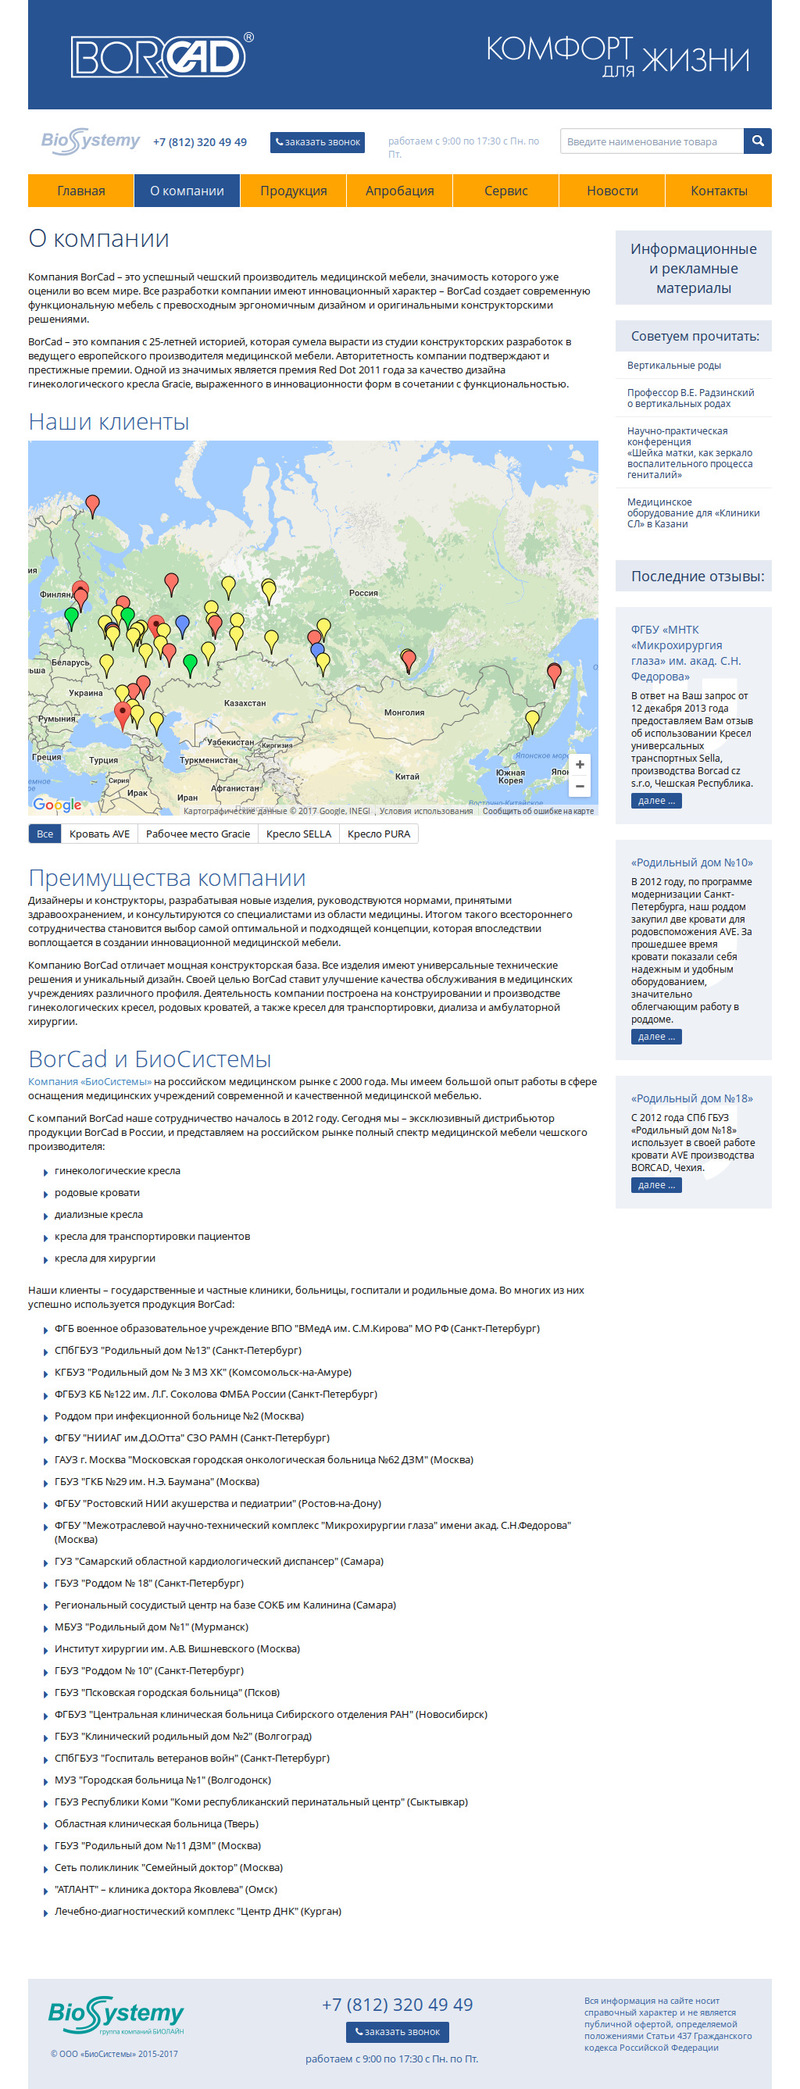 BORCAD®
КОМФОРТ
для ЖИЗНИ
BioSystemy
+7 (812) 320 49 49
заказать звонок
работаем с 9:00 по 17:30 с Пн. по
Пт.
Введите наименование товара
Главная
О компании
Продукция
Апробация
Сервис
Новости
Контакты
О компании
Компания BorCad – это успешный чешский производитель медицинской мебели, значимость которого уже
оценили во всем мире. Все разработки компании имеют инновационный характер – BorCad создает современную
функциональную мебель с превосходным эргономичным дизайном и оригинальными конструкторскими
решениями.
BorCad – это компания с 25-летней историей, которая сумела вырасти из студии конструкторских разработок в
ведущего европейского производителя медицинской мебели. Авторитетность компании подтверждают и
престижные премии. Одной из значимых является премия Red Dot 2011 года за качество дизайна
гинекологического кресла Gracie, выраженного в инновационности форм в сочетании с функциональностью.
Наши клиенты
Россия
Беларусь
Украина
Румыния
Греция
Турция
Сирия
Ирак
Иран
Казахстан
Узбекистан
Киргизия
Туркменистан
Афганистан
Монголия
Китай
Южная
Корея
Японское мор
Google
Картографические данные © 2017 Google, INEGI
Условия использования
Сообщить об ошибке на карте
Все
Кровать AVE
Рабочее место Gracie
Кресло SELLA
Кресло PURA
Преимущества компании
Дизайнеры и конструкторы, разрабатывая новые изделия, руководствуются нормами, принятыми
здравоохранением, и консультируются со специалистами из области медицины. Итогом такого всестороннего
сотрудничества становится выбор самой оптимальной и подходящей концепции, которая впоследствии
воплощается в создании инновационной медицинской мебели.
Компанию BorCad отличает мощная конструкторская база. Все изделия имеют универсальные технические
решения и уникальный дизайн. Своей целью BorCad ставит улучшение качества обслуживания в медицинских
учреждениях различного профиля. Деятельность компании построена на конструировании и производстве
гинекологических кресел, родовых кроватей, а также кресел для транспортировки, диализа и амбулаторной
хирургии.
BorCad и БиоСистемы
Компания «БиоСистемы» на российском медицинском рынке с 2000 года. Мы имеем большой опыт работы в сфере
оснащения медицинских учреждений современной и качественной медицинской мебелью.
С компаний BorCad наше сотрудничество началось в 2012 году. Сегодня мы – эксклюзивный дистрибьютор
продукции BorCad в России, и представляем на российском рынке полный спектр медицинской мебели чешского
производителя:
гинекологические кресла
родовые кровати
диализные кресла
кресла для транспортировки пациентов
кресла для хирургии
Наши клиенты – государственные и частные клиники, больницы, госпитали и родильные дома. Во многих из них
успешно используется продукция BorCad:
ФГБ военное образовательное учреждение ВПО "ВМедА им. С.М.Кирова" МО РФ (Санкт-Петербург)
СПбГБУЗ "Родильный дом №13" (Санкт-Петербург)
КГБУЗ "Родильный дом № 3 МЗ ХК" (Комсомольск-на-Амуре)
ФГБУЗ КБ №122 им. Л.Г. Соколова ФМБА России (Санкт-Петербург)
Роддом при инфекционной больнице №2 (Москва)
ФГБУ "НИИАГ им.Д.О.Отта" СЗО РАМН (Санкт-Петербург)
ГАУЗ г. Москва "Московская городская онкологическая больница №62 ДЗМ" (Москва)
ГБУЗ "ГКБ №29 им. Н.Э. Баумана" (Москва)
ФГБУ "Ростовский НИИ акушерства и педиатрии" (Ростов-на-Дону)
ФГБУ "Межотраслевой научно-технический комплекс "Микрохирургии глаза" имени акад. С.Н.Федорова"
(Москва)
ГУЗ "Самарский областной кардиологический диспансер" (Самара)
ГБУЗ "Роддом № 18" (Санкт-Петербург)
Региональный сосудистый центр на базе СОКБ им Калинина (Самара)
МБУЗ "Родильный дом №1" (Мурманск)
Институт хирургии им. А.В. Вишневского (Москва)
ГБУЗ "Роддом № 10" (Санкт-Петербург)
ГБУЗ "Псковская городская больница" (Псков)
ФГБУЗ "Центральная клиническая больница Сибирского отделения РАН" (Новосибирск)
ГБУЗ "Клинический родильный дом №2" (Волгоград)
СПбГБУЗ "Госпиталь ветеранов войн" (Санкт-Петербург)
МУЗ "Городская больница №1" (Волгодонск)
ГБУЗ Республики Коми "Коми республиканский перинатальный центр" (Сыктывкар)
Областная клиническая больница (Тверь)
ГБУЗ "Родильный дом №11 ДЗМ" (Москва)
Сеть поликлиник "Семейный доктор" (Москва)
"АТЛАНТ" – клиника доктора Яковлева" (Омск)
Лечебно-диагностический комплекс "Центр ДНК" (Курган)
Информационные
и рекламные
материалы
Советуем прочитать:
Вертикальные роды
Профессор В.Е. Радзинский
о вертикальных родах
Научно-практическая
конференция
«Шейка матки, как зеркало
воспалительного процесса
гениталий»
Медицинское
оборудование для «Клиники
СЛ» в Казани
Последние отзывы:
ФГБУ «МНТК
«Микрохирургия
глаза» им. акад. С.Н.
Федорова»
В ответ на Ваш запрос от
12 декабря 2013 года
предоставляем Вам отзыв
об использовании Кресел
универсальных
транспортных Sella,
производства Borcad cz
s.r.o, Чешская Республика.
далее ...
«Родильный дом №10»
В 2012 году, по программе
модернизации Санкт-
Петербурга, наш роддом
закупил две кровати для
родовспоможения AVE. За
прошедшее время
кровати показали себя
надежным и удобным
оборудованием,
значительно
облегчающим работу в
роддоме.
далее ...
«Родильный дом №18»
С 2012 года СПб ГБУЗ
«Родильный дом №18»
использует в своей работе
кровати AVE производства
BORCAD, Чехия.
далее ...
BioSystemy
группа компаний БИОЛАЙН
© ООО «БиоСистемы» 2015-2017
+7 (812) 320 49 49
заказать звонок
работаем с 9:00 по 17:30 с Пн. по Пт.
Вся информация на сайте носит
справочный характер и не является
публичной офертой, определяемой
положениями Статьи 437 Гражданского
кодекса Российской Федерации